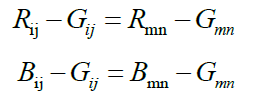 R_ij − G_ij = R_mn − G_mn
B_ij − G_ij = B_mn − G_mn